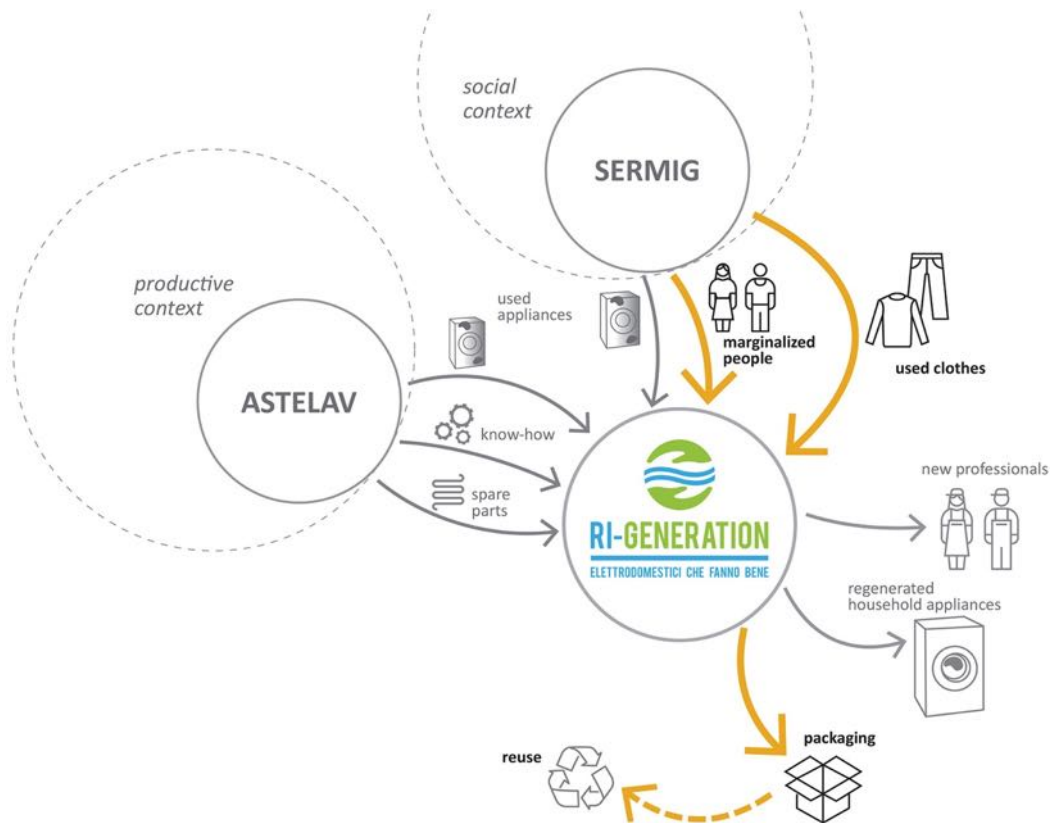 social
context
SERMIG
productive
context
ASTELAV
used
appliances
marginalized
people
used clothes
know-how
spare
parts
RI-GENERATION
ELETTRODOMESTICI CHE FANNO BENE
new professionals
regenerated
household appliances
packaging
reuse